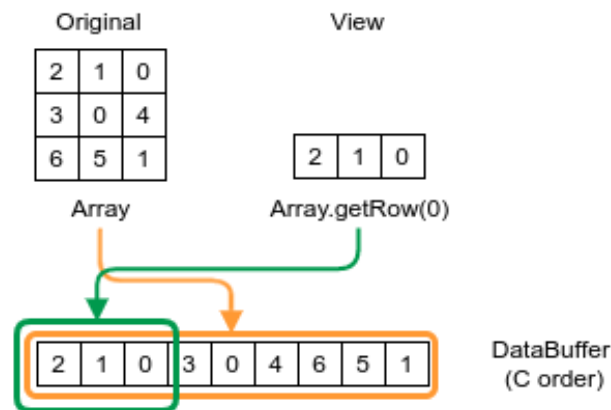 Original View
2 1 0
3 0 4
6 5 1
2 1 0
Array Array.getRow(0)
2 1 0 3 0 4 6 5 1
DataBuffer
(C order)